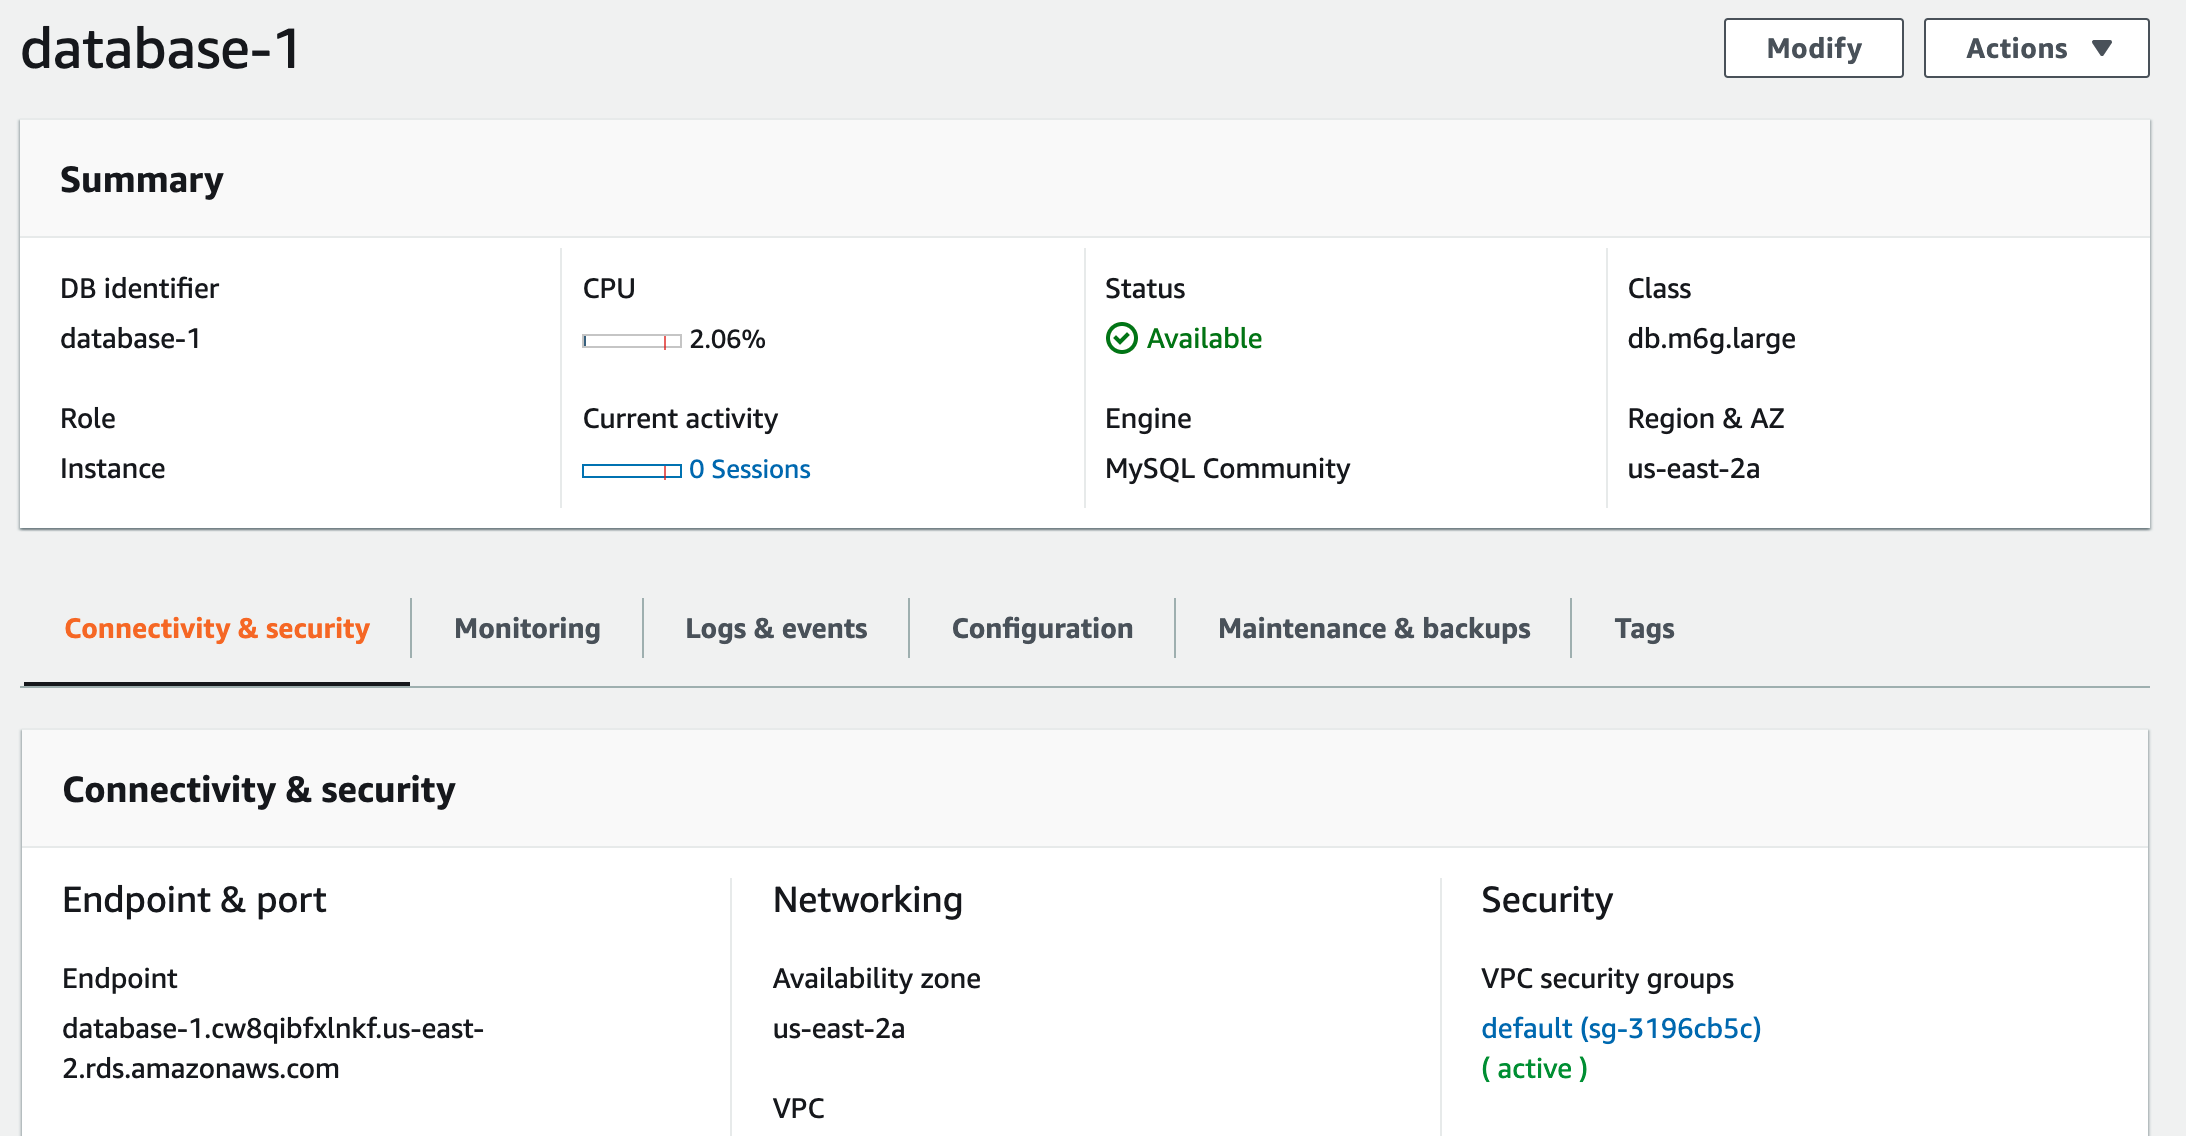 database-1
Modify
Actions
Summary
DB identifier
CPU
Status
Class
database-1
2.06%
Available
db.m6g.large
Role
Current activity
Engine
Region & AZ
Instance
0 Sessions
MySQL Community
us-east-2a
Connectivity & security
Monitoring
Logs & events
Configuration
Maintenance & backups
Tags
Connectivity & security
Endpoint & port
Endpoint
database-1.cw8qibfxlnkf.us-east-
2.rds.amazonaws.com
Networking
Availability zone
us-east-2a
VPC
Security
VPC security groups
default (sg-3196cb5c)
( active )